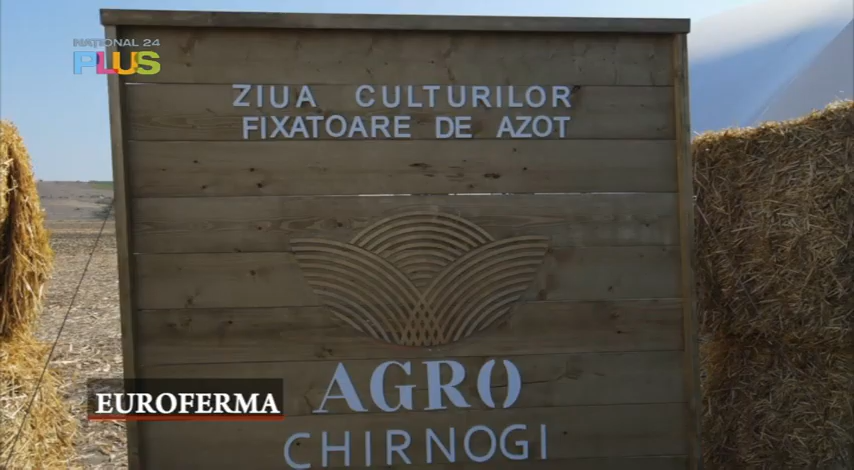 NATIONAL 24
PLUS
ZIUA CULTURILOR
FIXATOARE DE AZOT
AGRO
CHIRNOGI
EUROFERMA